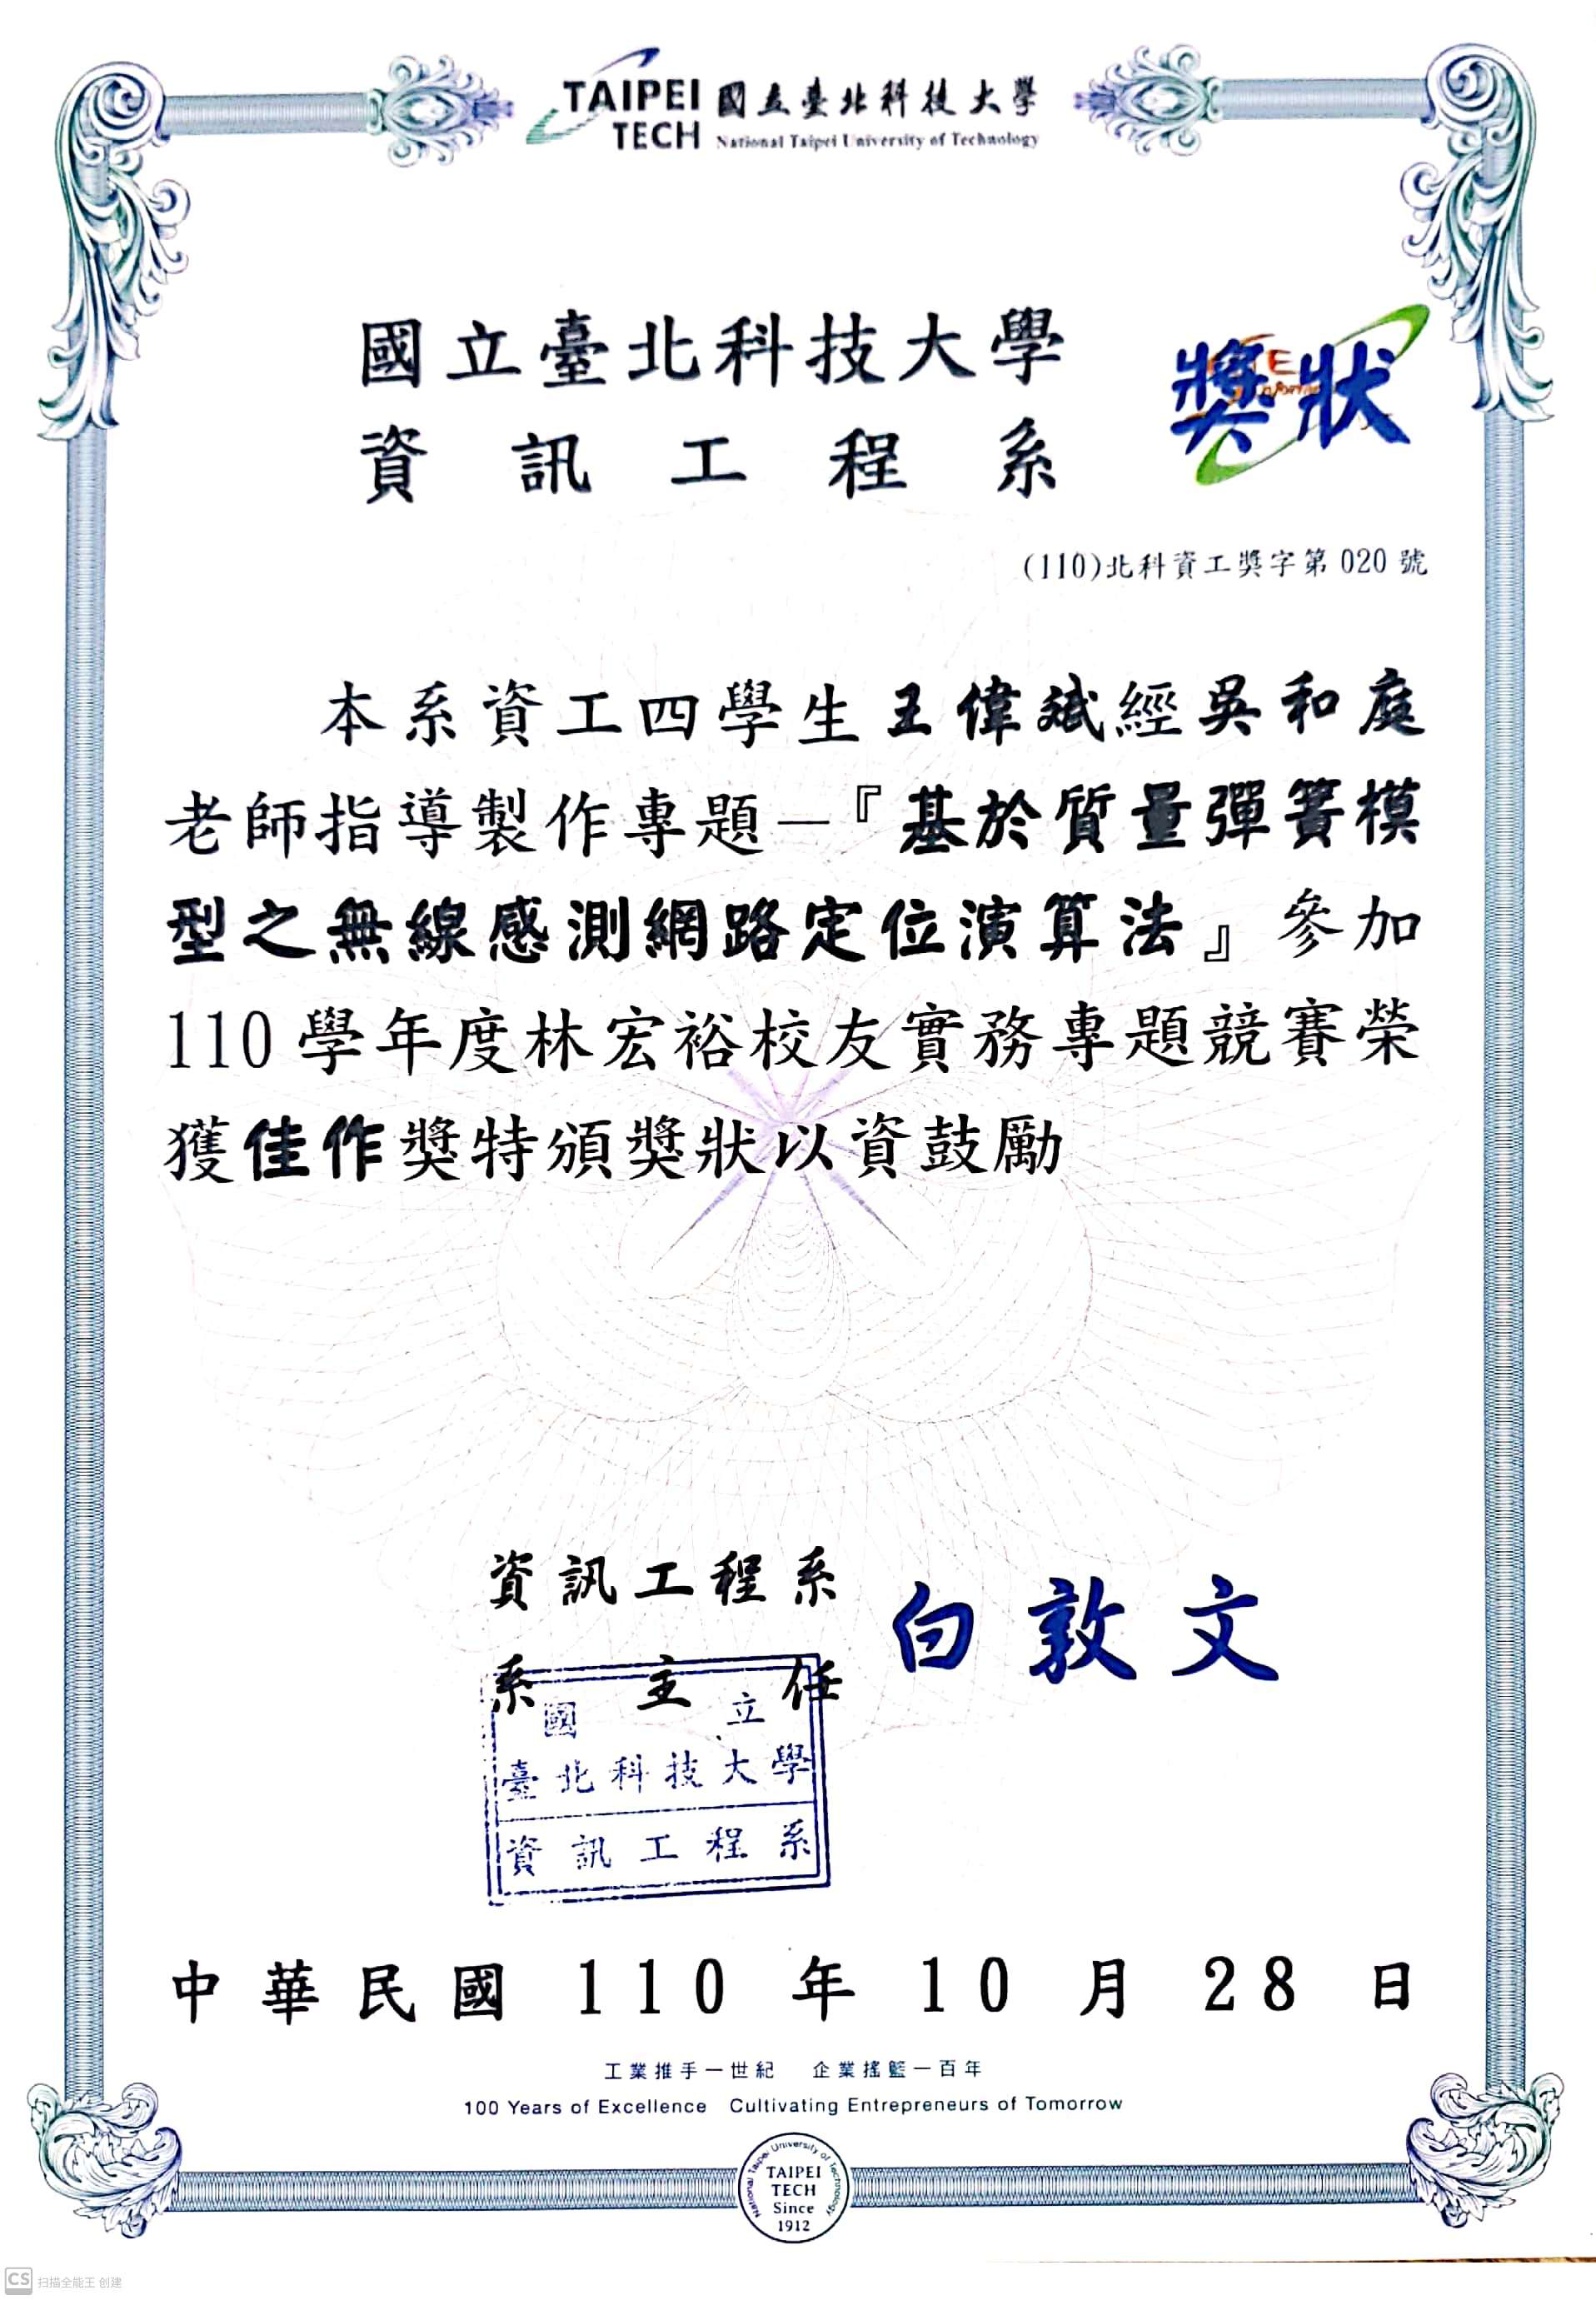 TAIPEI
TECH
國立臺北科技大學
National Taipei University of Technology
國立臺北科技大學
資訊工程系
獎狀
(110)北科資工獎字第 020 號
本系資工四學生王偉斌經吳和庭
老師指導製作專題—『基於質量彈簧模
型之無線感測網路定位演算法』參加
110 學年度林宏裕校友實務專題競賽榮
獲佳作獎特頒獎狀以資鼓勵
資訊工程系
系主任
白敦文
國立
臺北科技大學
資訊工程系
中華民國 110 年 10 月 28 日
工業推手一世紀 企業搖籃一百年
100 Years of Excellence Cultivating Entrepreneurs of Tomorrow
National Taipei University of Technology
TAIPEI
TECH
Since
1912
CS 扫描全能王 创建